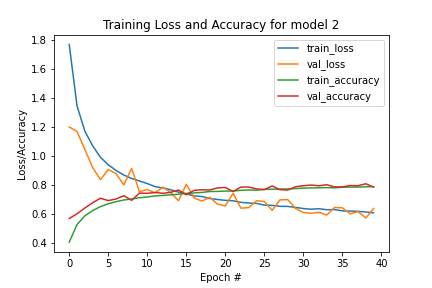 Training Loss and Accuracy for model 2
train_loss
val_loss
train_accuracy
val_accuracy
Loss/Accuracy
1.8
1.6
1.4
1.2
1.0
0.8
0.6
0.4
0 5 10 15 20 25 30 35 40
Epoch #